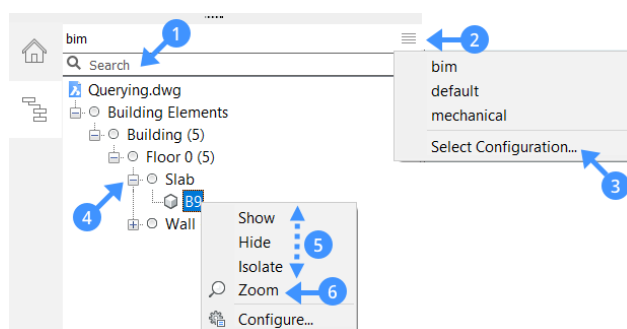 bim
1
2
Search
Querying.dwg
Building Elements
Building (5)
Floor 0 (5)
Slab
4
B9
Wall
bim
default
mechanical
Select Configuration...
3
Show
Hide
5
Isolate
Zoom
6
Configure...